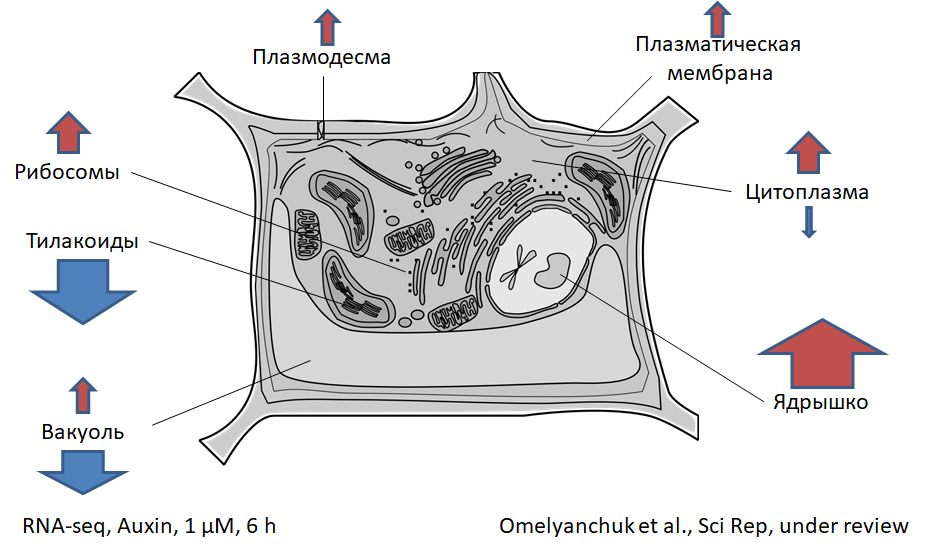 Плазмодесма
Плазматическая
мембрана
Рибосомы
Цитоплазма
Тилакоиды
Ядрышко
Вакуоль
RNA-seq, Auxin, 1 µM, 6 h
Omelyanchuk et al., Sci Rep, under review